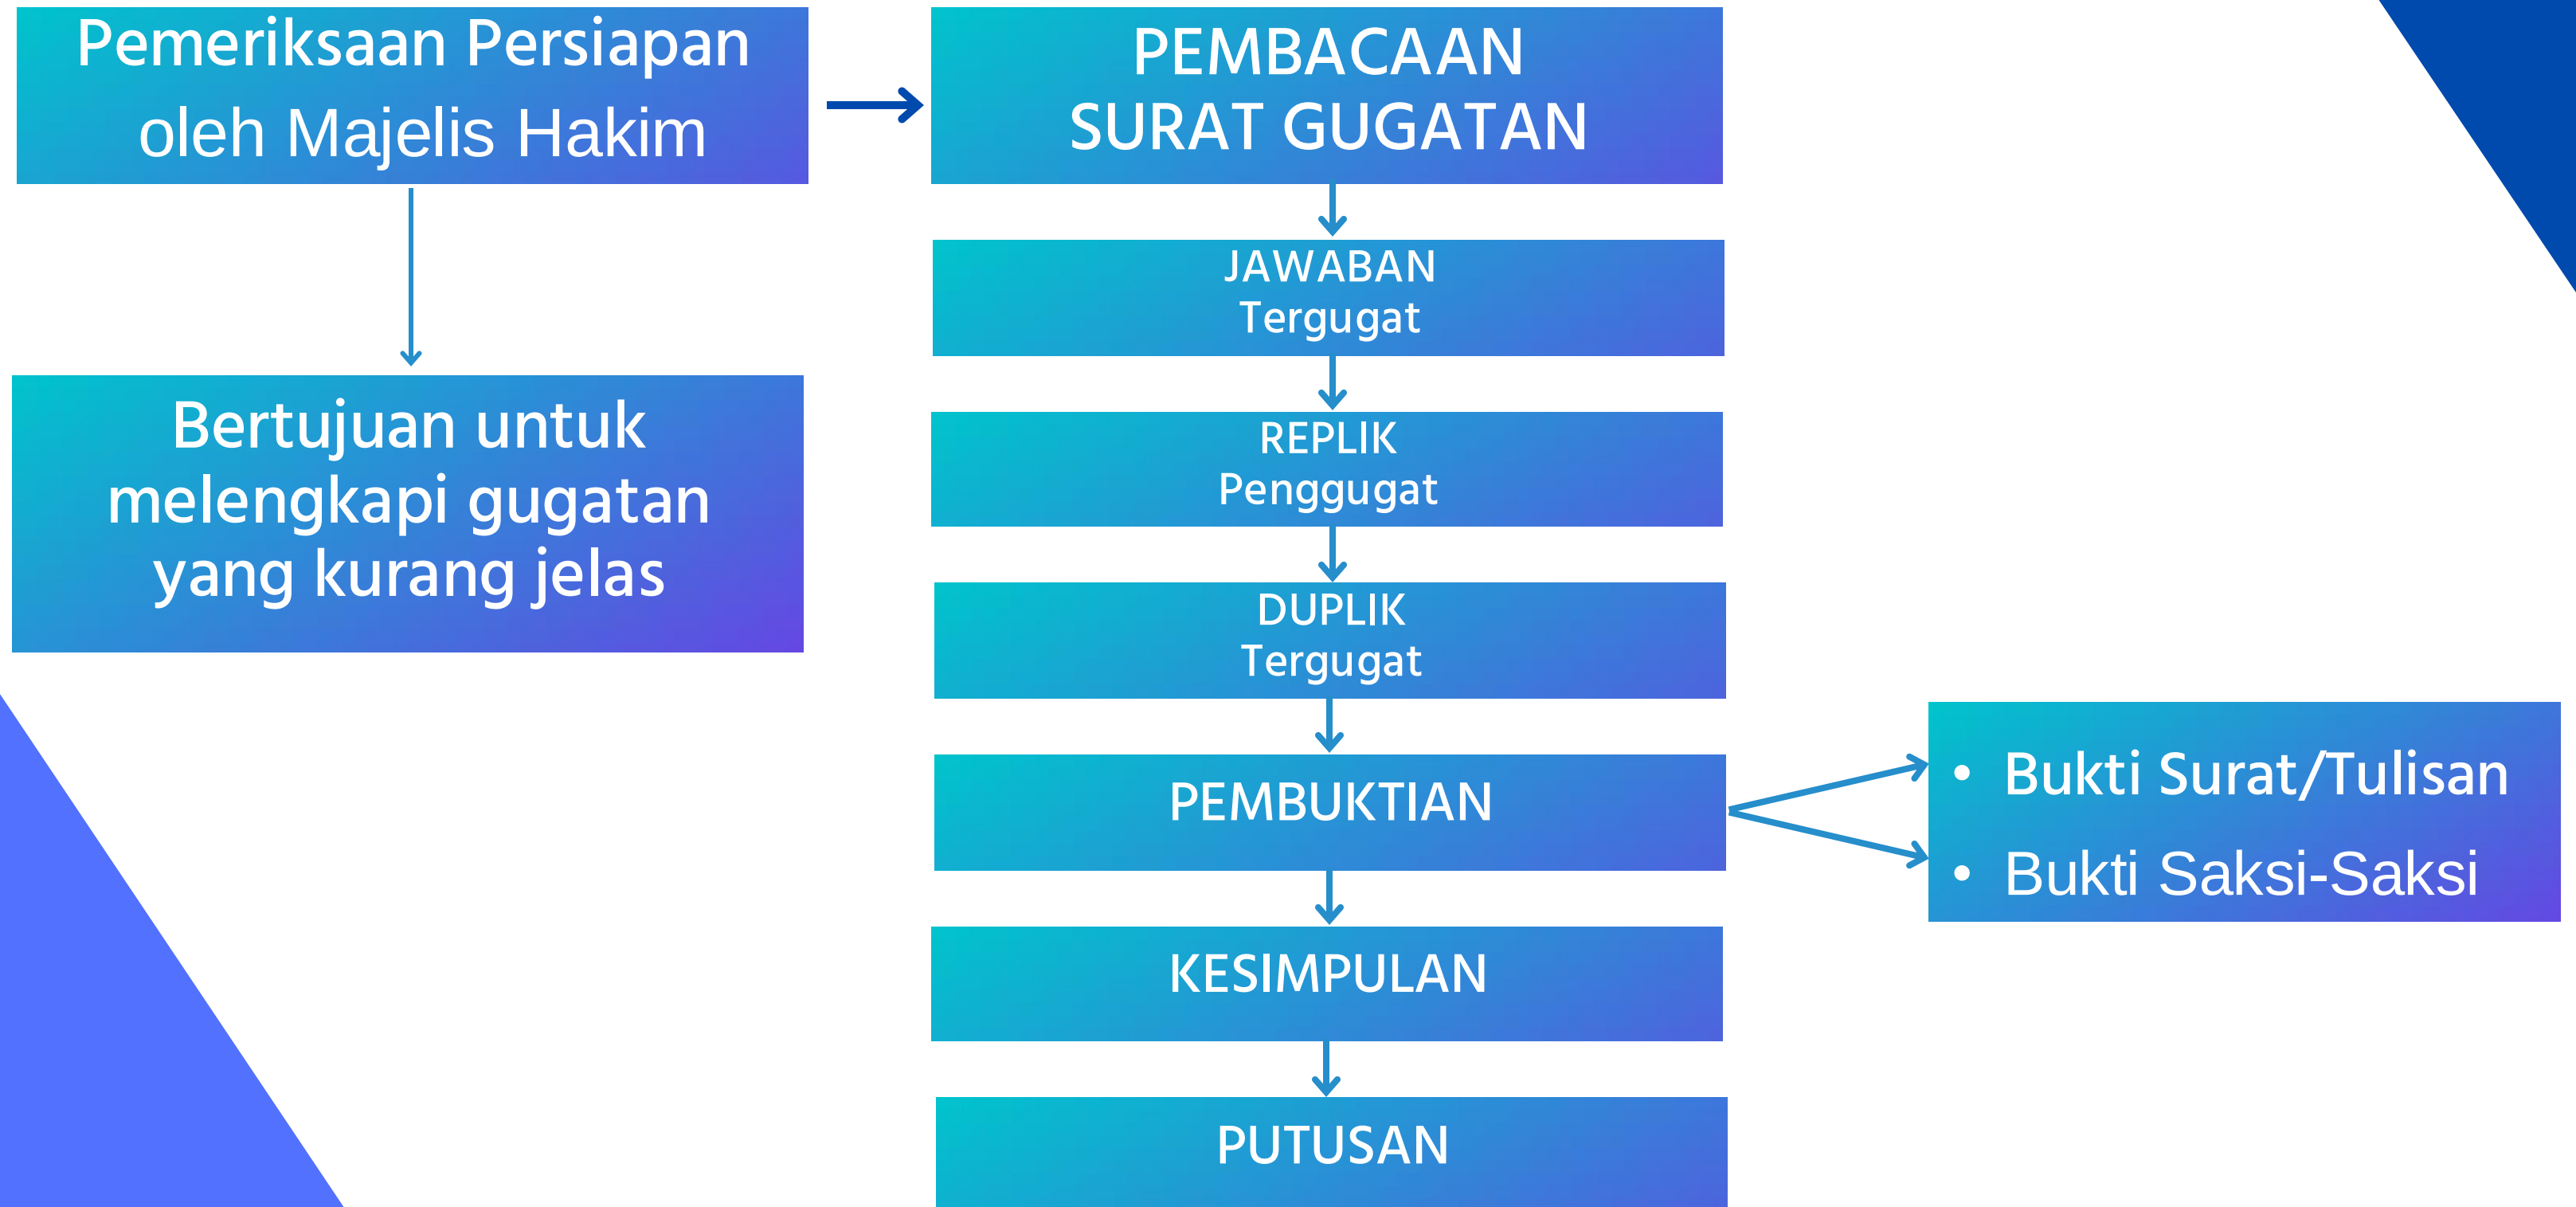 Pemeriksaan Persiapan
oleh Majelis Hakim
Bertujuan untuk
melengkapi gugatan
yang kurang jelas
PEMBACAAN
SURAT GUGATAN
JAWABAN
Tergugat
REPLIK
Penggugat
DUPLIK
Tergugat
PEMBUKTIAN
• Bukti Surat/Tulisan
• Bukti Saksi-Saksi
KESIMPULAN
PUTUSAN